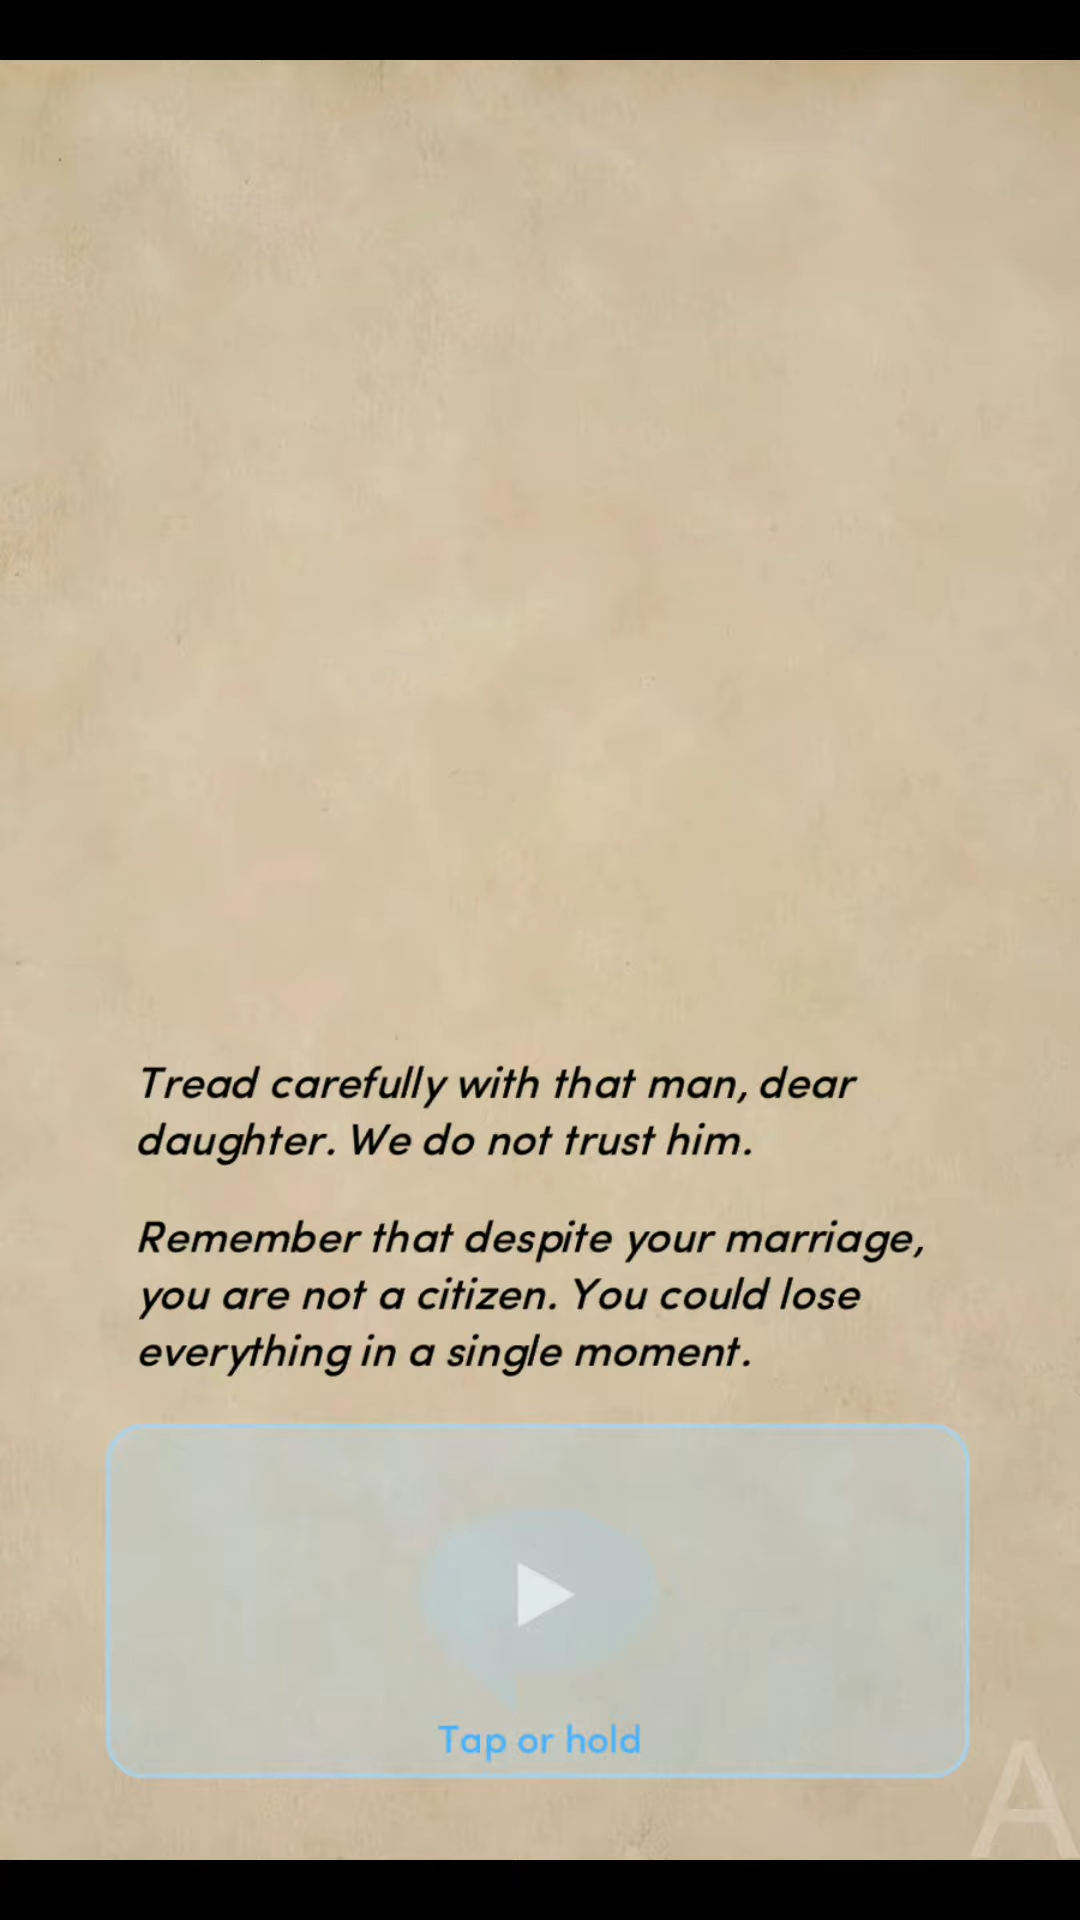 Tread carefully with that man, dear
daughter. We do not trust him.
Remember that despite your marriage,
you are not a citizen. You could lose
everything in a single moment.
Tap or hold
A